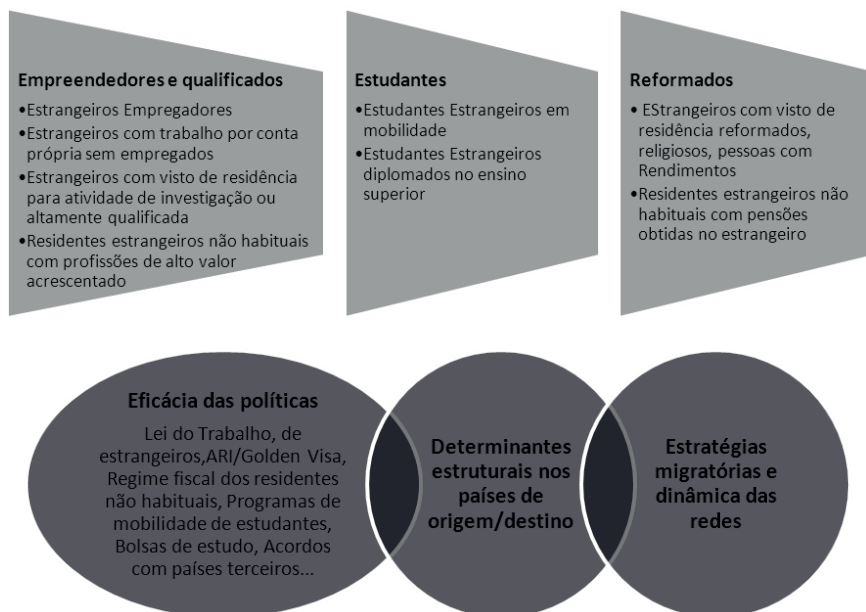 Empreendedores e qualificados
•Estrangeiros Empregadores
•Estrangeiros com trabalho por conta
própria sem empregados
•Estrangeiros com visto de residência
para atividade de investigação ou
altamente qualificada
•Residentes estrangeiros não habituais
com profissões de alto valor
acrescentado
Estudantes
•Estudantes Estrangeiros em
mobilidade
•Estudantes Estrangeiros
diplomados no ensino
superior
Reformados
• EStrangeiros com visto de
residência reformados,
religiosos, pessoas com
Rendimentos
•Residentes estrangeiros não
habituais com pensões
obtidas no estrangeiro
Eficácia das políticas
Lei do Trabalho, de
estrangeiros,ARI/Golden Visa,
Regime fiscal dos residentes
não habituais, Programas de
mobilidade de estudantes,
Bolsas de estudo, Acordos
com países terceiros...
Determinantes
estruturais nos
países de
origem/destino
Estratégias
migratórias e
dinâmica das
redes